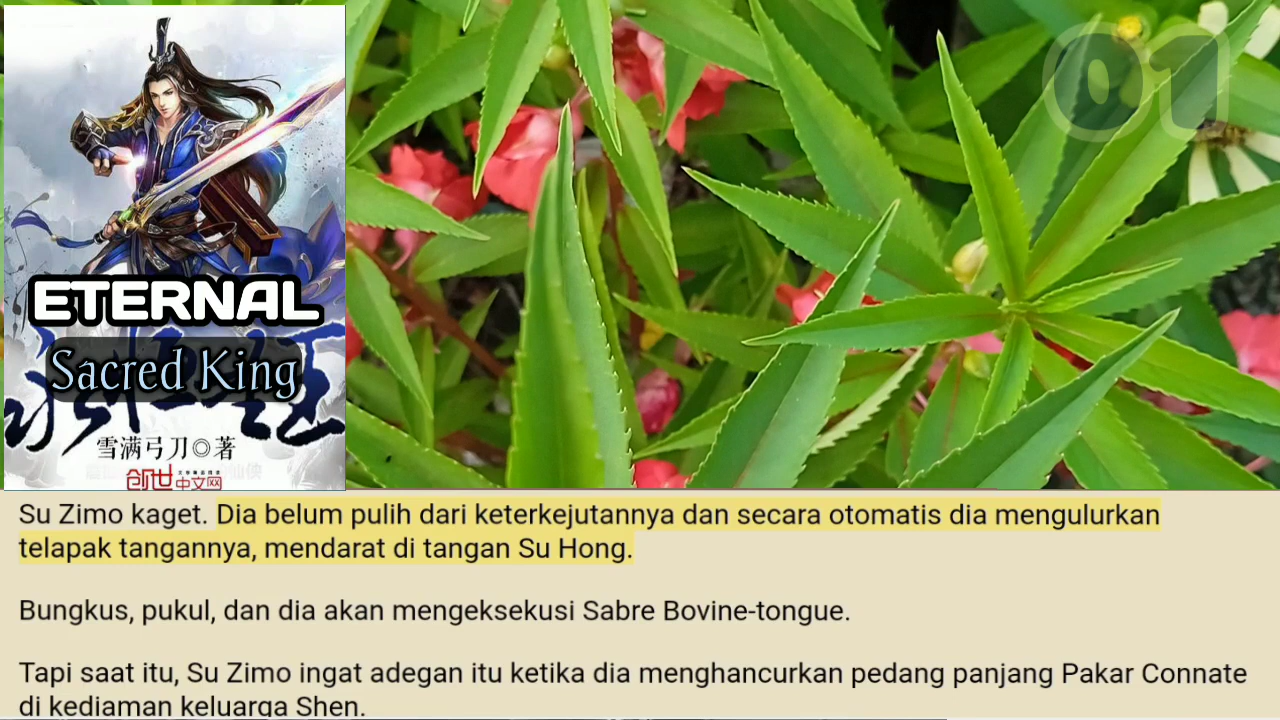 01
ETERNAL
Sacred King
雪满弓刀◎著
创世中文网
Su Zimo kaget. Dia belum pulih dari keterkejutannya dan secara otomatis dia mengulurkan
telapak tangannya, mendarat di tangan Su Hong.
Bungkus, pukul, dan dia akan mengeksekusi Sabre Bovine-tongue.
Tapi saat itu, Su Zimo ingat adegan itu ketika dia menghancurkan pedang panjang Pakar Connate
di kediaman keluarga Shen.